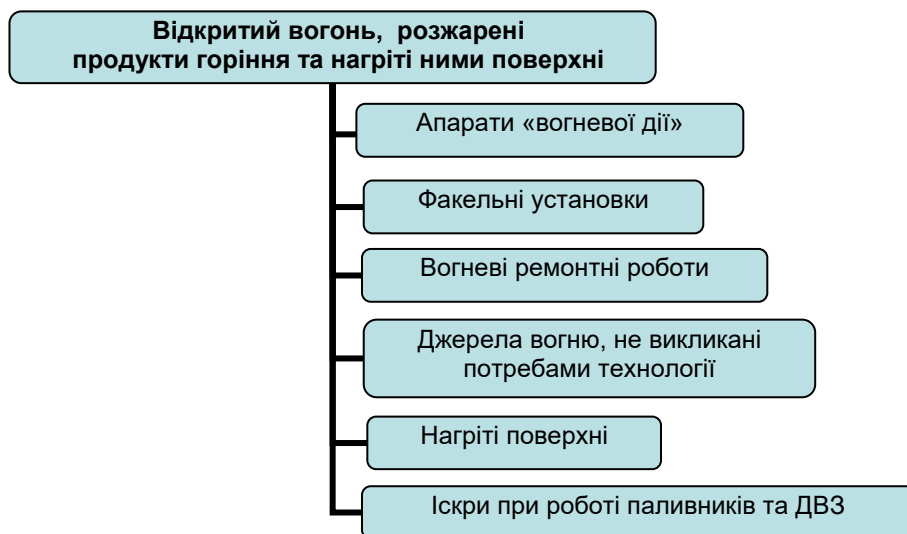 Відкритий вогонь, розжарені
продукти горіння та нагріті ними поверхні
Апарати «вогневої дії»
Факельні установки
Вогневі ремонтні роботи
Джерела вогню, не викликані
потребами технології
Нагріті поверхні
Іскри при роботі паливників та ДВЗ